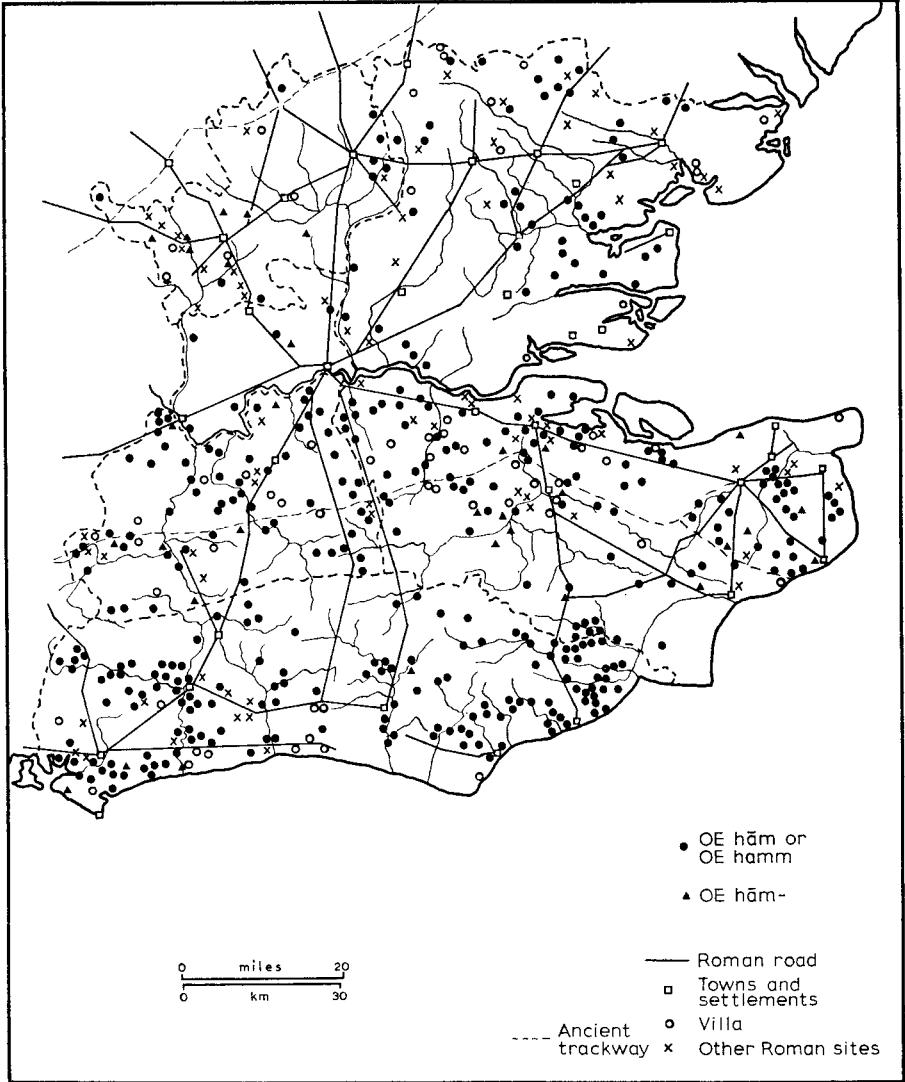 OE hām or
OE hamm
OE hām-
0 miles 20
0 km 30
Roman road
Towns and
settlements
Villa
Other Roman sites
Ancient
trackway